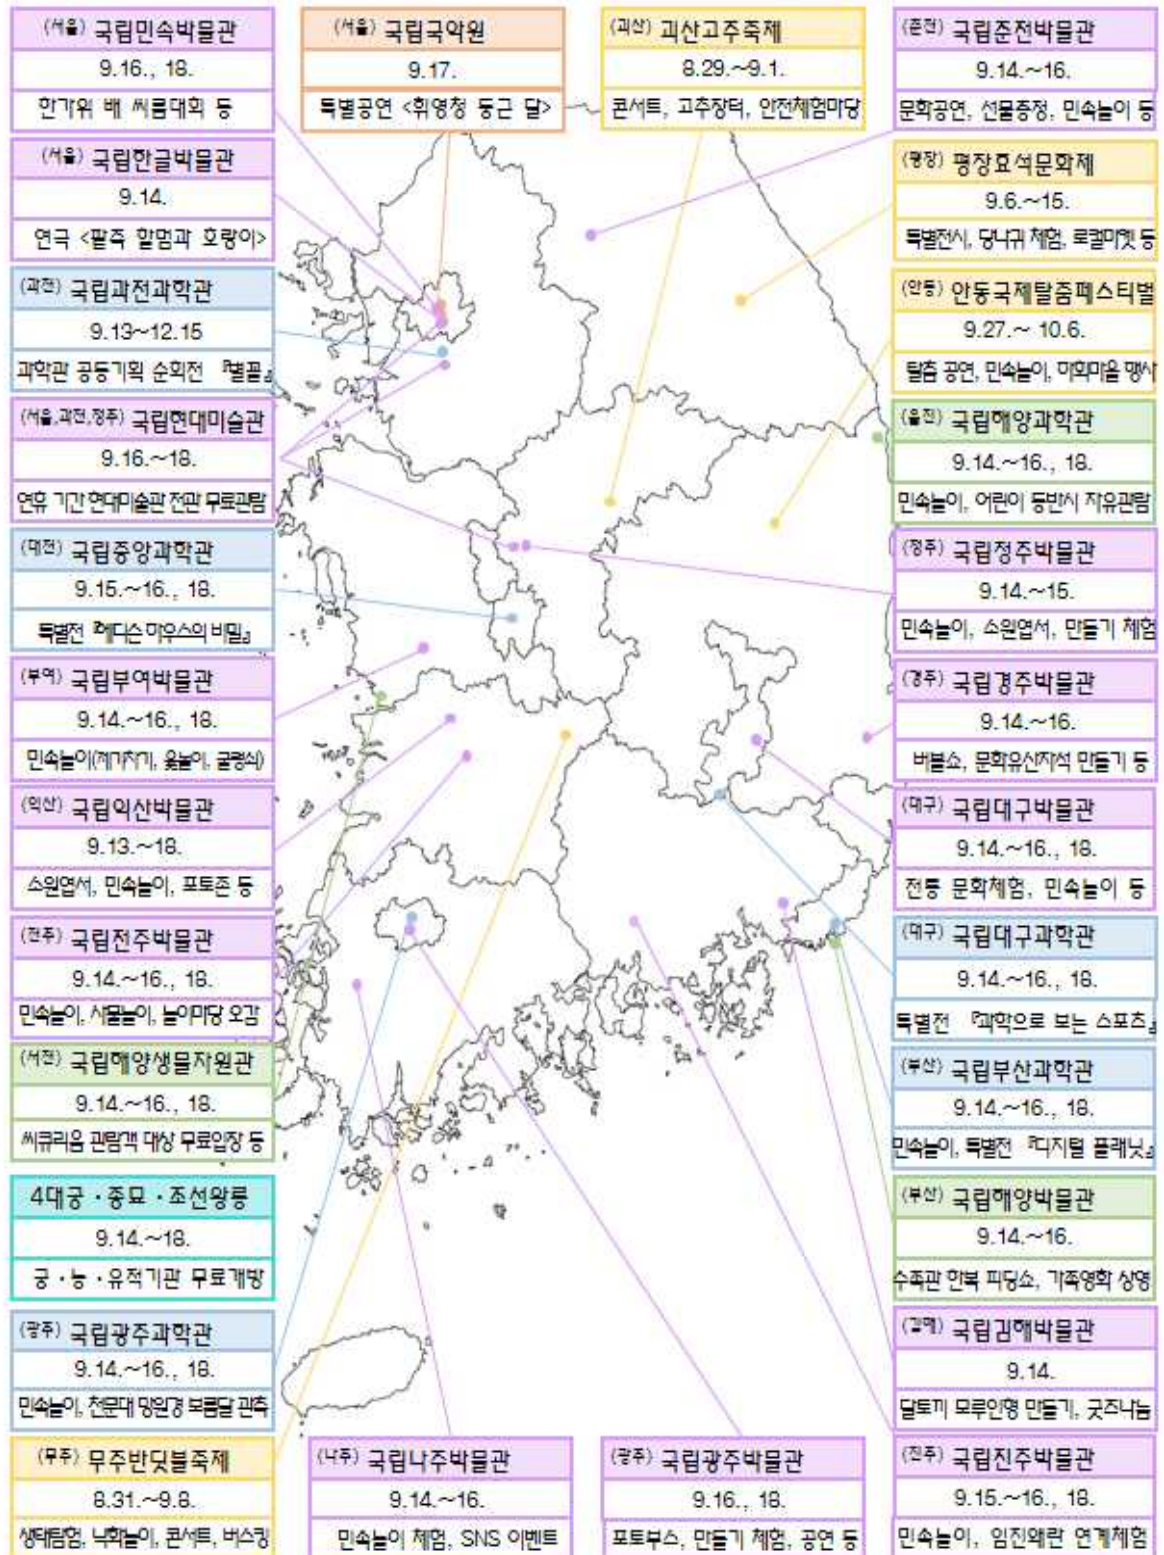 (서울) 국립민속박물관
9.16., 18.
한가위 배 씨름대회 등
(서울) 국립국악원
9.17.
특별공연 <휘영청 둥근 달>
(괴산) 괴산고추축제
8.29.~9.1.
콘서트, 고추장터, 안전체험마당
(춘천) 국립춘천박물관
9.14.~16.
문화공연, 선물증정, 민속놀이 등
(서울) 국립한글박물관
9.14.
연극 <팥죽 할멈과 호랑이>
(평창) 평창효석문화제
9.6.~15.
특별전시, 당나귀 체험, 로컬마켓 등
(과천) 국립과천과학관
9.13~12.15
과학관 공동기획 순회전 『별꼴』
(안동) 안동국제탈춤페스티벌
9.27.~ 10.6.
탈춤 공연, 민속놀이, 하회마을 행사
(서울,과천,청주) 국립현대미술관
9.16.~18.
연휴 기간 현대미술관 전관 무료관람
(울진) 국립해양과학관
9.14.~16., 18.
민속놀이, 어린이 동반시 자유관람
(대전) 국립중앙과학관
9.15.~16., 18.
특별전 『에디슨 마우스의 비밀』
(청주) 국립청주박물관
9.14.~15.
민속놀이, 소원엽서, 만들기 체험
(부여) 국립부여박물관
9.14.~16., 18.
민속놀이(제기차기, 윷놀이, 굴렁쇠)
(경주) 국립경주박물관
9.14.~16.
버블쇼, 문화유산자석 만들기 등
(익산) 국립익산박물관
9.13.~18.
소원엽서, 민속놀이, 포토존 등
(대구) 국립대구박물관
9.14.~16., 18.
전통 문화체험, 민속놀이 등
(전주) 국립전주박물관
9.14.~16., 18.
민속놀이, 사물놀이, 놀이마당 오감
(대구) 국립대구과학관
9.14.~16., 18.
특별전 『과학으로 보는 스포츠』
(서천) 국립해양생물자원관
9.14.~16., 18.
씨큐리움 관람객 대상 무료입장 등
(부산) 국립부산과학관
9.14.~16., 18.
민속놀이, 특별전 『디지털 플래닛』
4대궁·종묘·조선왕릉
9.14.~18.
궁·능·유적기관 무료개방
(부산) 국립해양박물관
9.14.~16.
수족관 한복 피딩쇼, 가족영화 상영
(광주) 국립광주과학관
9.14.~16., 18.
민속놀이, 천문대 망원경 보름달 관측
(김해) 국립김해박물관
9.14.
달토끼 모루인형 만들기, 굿즈나눔
(무주) 무주반딧불축제
8.31.~9.8.
생태탐험, 낙화놀이, 콘서트, 버스킹
(나주) 국립나주박물관
9.14.~16.
민속놀이 체험, SNS 이벤트
(광주) 국립광주박물관
9.16., 18.
포토부스, 만들기 체험, 공연 등
(진주) 국립진주박물관
9.15.~16., 18.
민속놀이, 임진왜란 연계체험